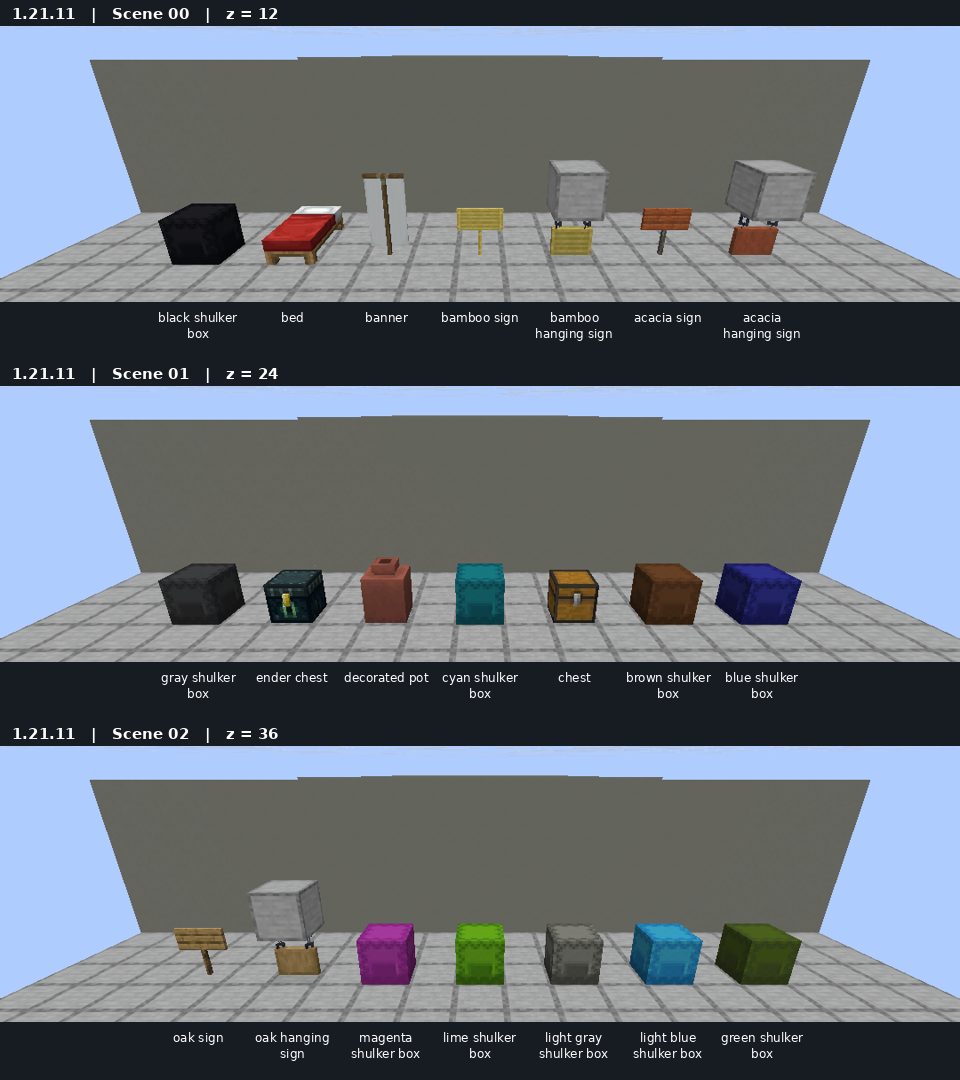 1.21.11 | Scene 00 | z = 12
black shulker box
bed
banner
bamboo sign
bamboo hanging sign
acacia sign
acacia hanging sign
1.21.11 | Scene 01 | z = 24
gray shulker box
ender chest
decorated pot
cyan shulker box
chest
brown shulker box
blue shulker box
1.21.11 | Scene 02 | z = 36
oak sign
oak hanging sign
magenta shulker box
lime shulker box
light gray shulker box
light blue shulker box
green shulker box